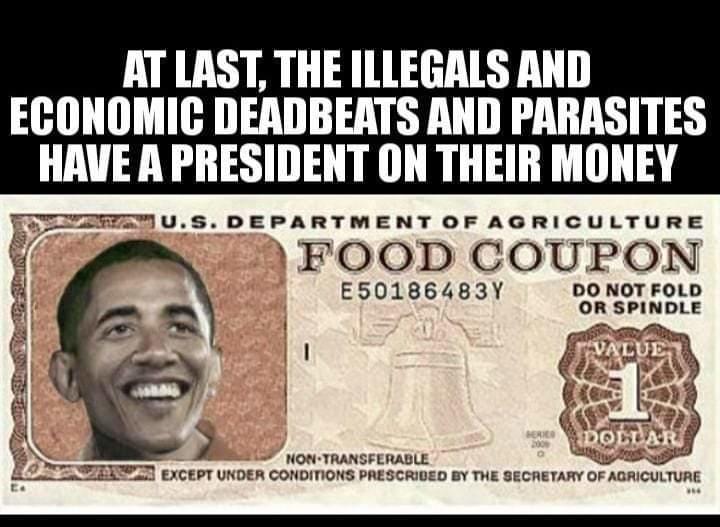 AT LAST, THE ILLEGALS AND
ECONOMIC DEADBEATS AND PARASITES
HAVE A PRESIDENT ON THEIR MONEY
U.S. DEPARTMENT OF AGRICULTURE
FOOD COUPON
E50186483Y
DO NOT FOLD
OR SPINDLE
1
VALUE
1
DOLLAR
SERIES
NON-TRANSFERABLE
EXCEPT UNDER CONDITIONS PRESCRIBED BY THE SECRETARY OF AGRICULTURE